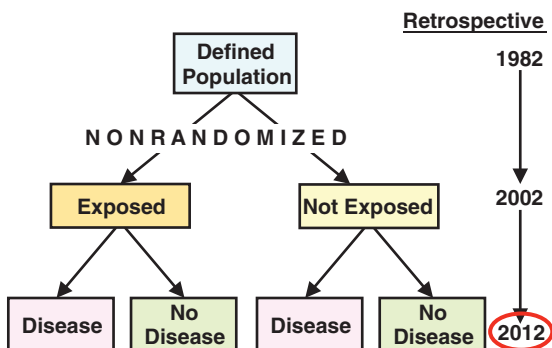 Retrospective
Defined
Population
1982
NONRANDOMIZED
Exposed
Not Exposed
2002
Disease
No
Disease
Disease
No
Disease
2012